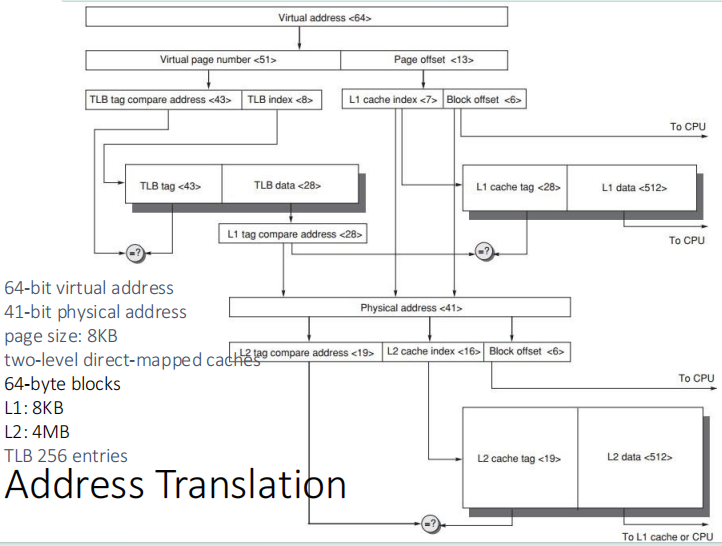 Virtual address <64>
Virtual page number <51> Page offset <13>
TLB tag compare address <43> TLB index <8> L1 cache index <7> Block offset <6>
To CPU
TLB tag <43> TLB data <28> L1 cache tag <28> L1 data <512>
L1 tag compare address <28>
To CPU
=? =?
64-bit virtual address
41-bit physical address
page size: 8KB
two-level direct-mapped caches
64-byte blocks
L1: 8KB
L2: 4MB
TLB 256 entries
Address Translation
Physical address <41>
L2 tag compare address <19> L2 cache index <16> Block offset <6>
To CPU
L2 cache tag <19> L2 data <512>
=?
To L1 cache or CPU